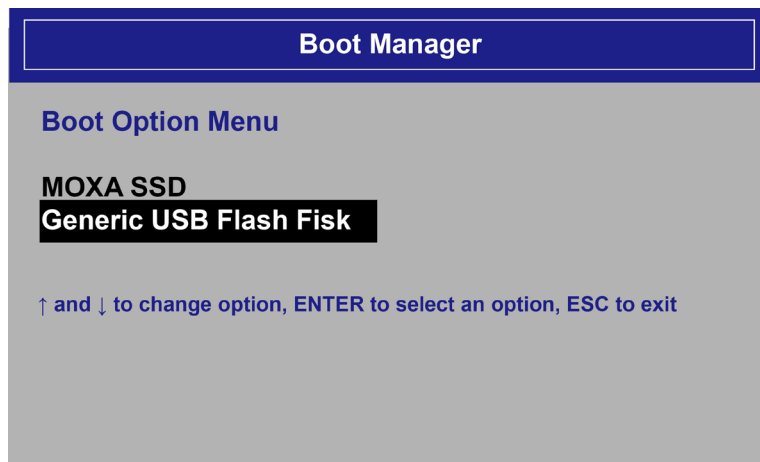 Boot Manager
Boot Option Menu
MOXA SSD
Generic USB Flash Fisk
↑ and ↓ to change option, ENTER to select an option, ESC to exit